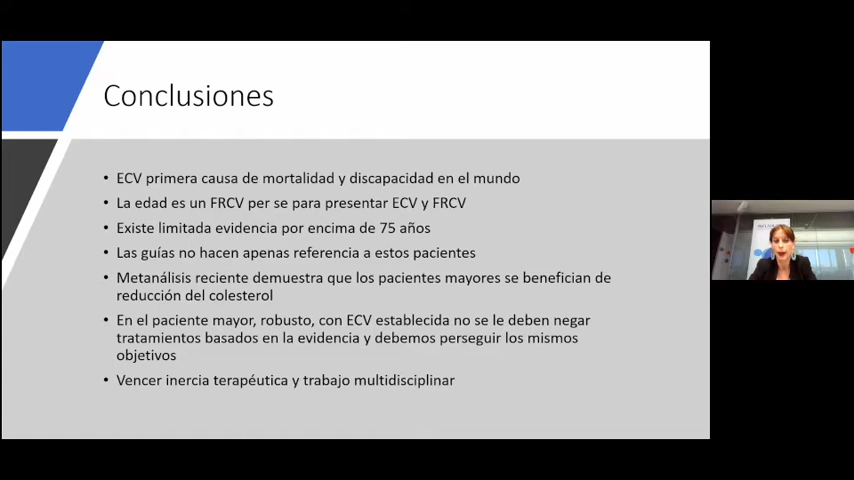 Conclusiones
• ECV primera causa de mortalidad y discapacidad en el mundo
• La edad es un FRCV per se para presentar ECV y FRCV
• Existe limitada evidencia por encima de 75 años
• Las guías no hacen apenas referencia a estos pacientes
• Metanálisis reciente demuestra que los pacientes mayores se benefician de
reducción del colesterol
• En el paciente mayor, robusto, con ECV establecida no se le deben negar
tratamientos basados en la evidencia y debemos perseguir los mismos
objetivos
• Vencer inercia terapéutica y trabajo multidisciplinar